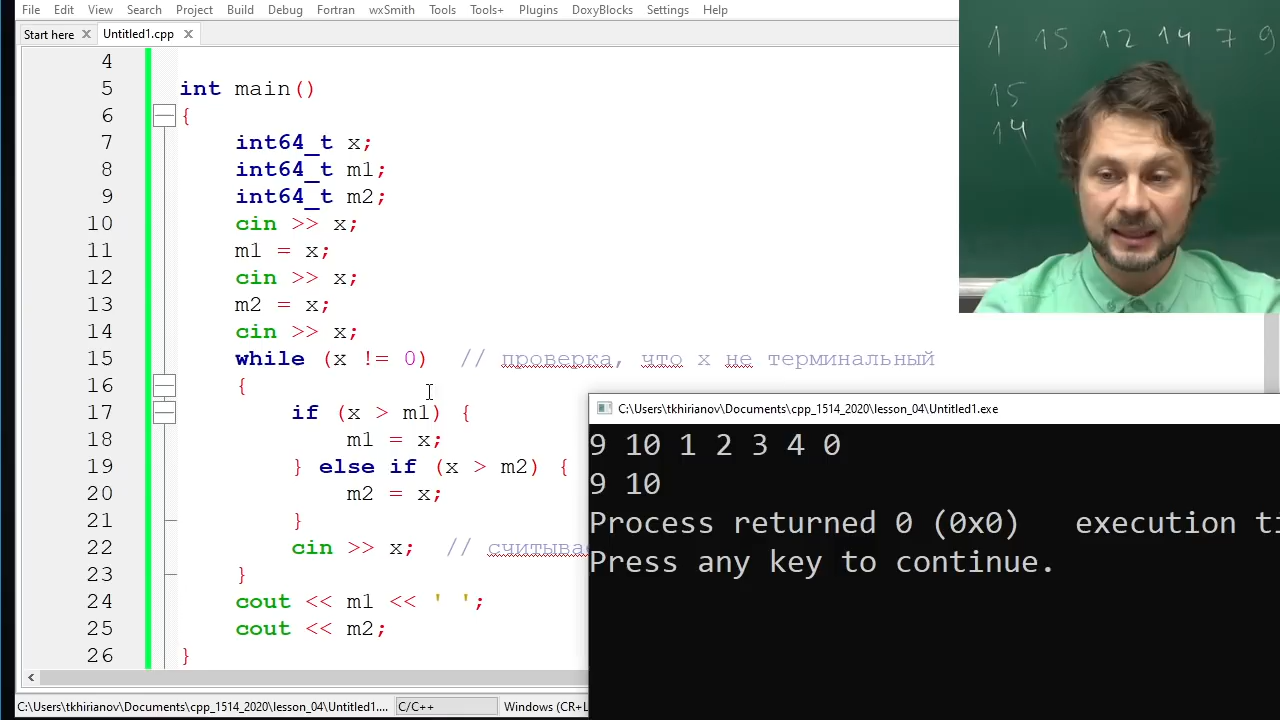 File Edit View Search Project Build Debug Fortran wxSmith Tools Tools+ Plugins DoxyBlocks Settings Help
Start here Untitled1.cpp
4
5 int main()
6 {
7 int64_t x;
8 int64_t m1;
9 int64_t m2;
10 cin >> x;
11 m1 = x;
12 cin >> x;
13 m2 = x;
14 cin >> x;
15 while (x != 0) // проверка, что x не терминальный
16 {
17 if (x > m1) {
18 m1 = x;
19 } else if (x > m2) {
20 m2 = x;
21 }
22 cin >> x; // считывае
23 }
24 cout << m1 << ' ';
25 cout << m2;
26 }
C:\Users\tkhirianov\Documents\cpp_1514_2020\lesson_04\Untitled1.... C/C++ Windows (CR+L
1 15 12 14 7 9
15
14
C:\Users\tkhirianov\Documents\cpp_1514_2020\lesson_04\Untitled1.exe
9 10 1 2 3 4 0
9 10
Process returned 0 (0x0) execution ti
Press any key to continue.